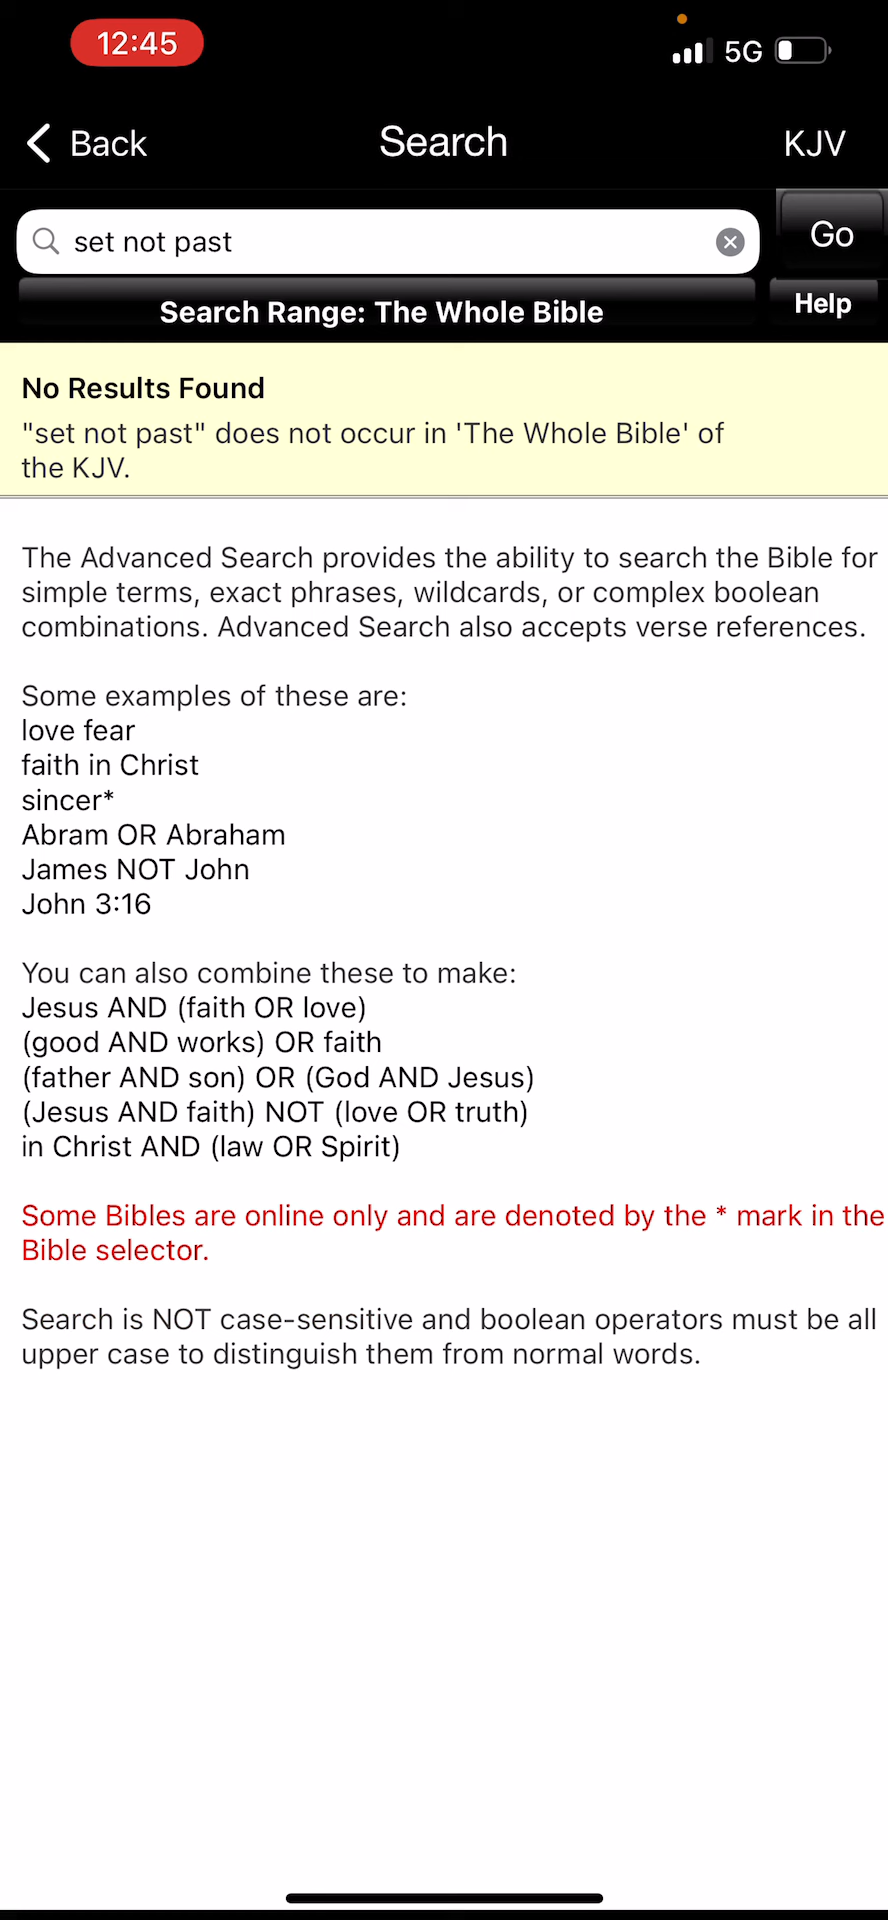 12:45
5G
Back
Search
KJV
set not past
Go
Search Range: The Whole Bible
Help
No Results Found
"set not past" does not occur in 'The Whole Bible' of
the KJV.
The Advanced Search provides the ability to search the Bible for
simple terms, exact phrases, wildcards, or complex boolean
combinations. Advanced Search also accepts verse references.
Some examples of these are:
love fear
faith in Christ
sincer*
Abram OR Abraham
James NOT John
John 3:16
You can also combine these to make:
Jesus AND (faith OR love)
(good AND works) OR faith
(father AND son) OR (God AND Jesus)
(Jesus AND faith) NOT (love OR truth)
in Christ AND (law OR Spirit)
Some Bibles are online only and are denoted by the * mark in the
Bible selector.
Search is NOT case-sensitive and boolean operators must be all
upper case to distinguish them from normal words.